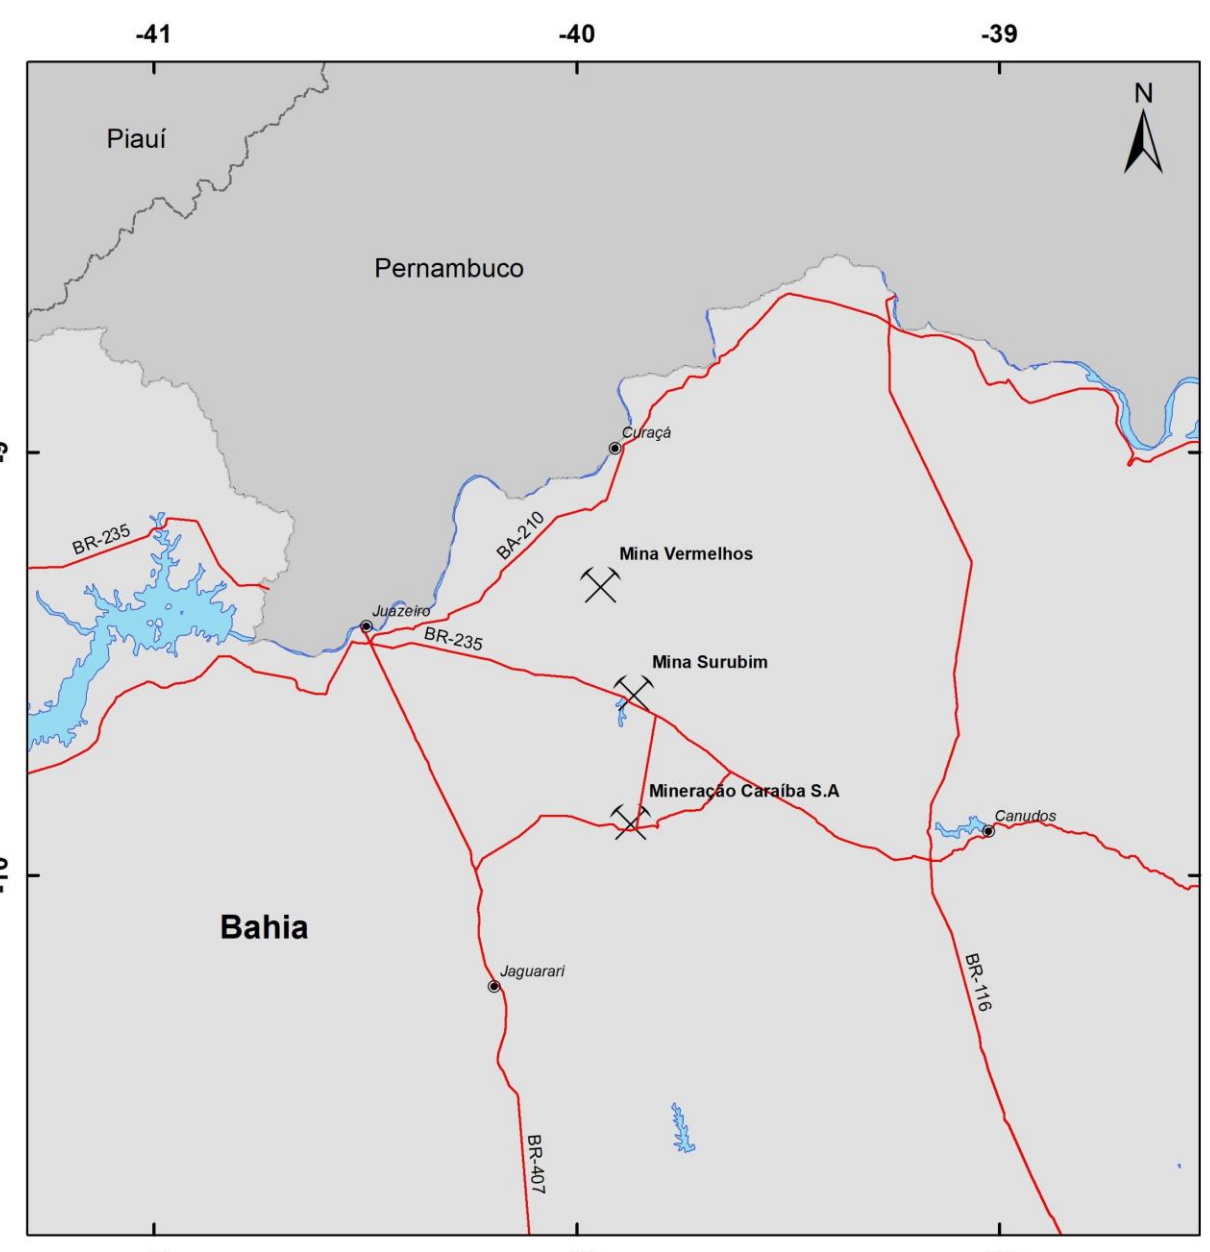 -41
-40
-39
N
Piauí
Pernambuco
Curaçá
-9
BR-235
BA-210
Mina Vermelhos
Juazeiro
BR-235
Mina Surubim
Mineração Caraíba S.A
Canudos
Bahia
Jaguarari
BR-116
BR-407